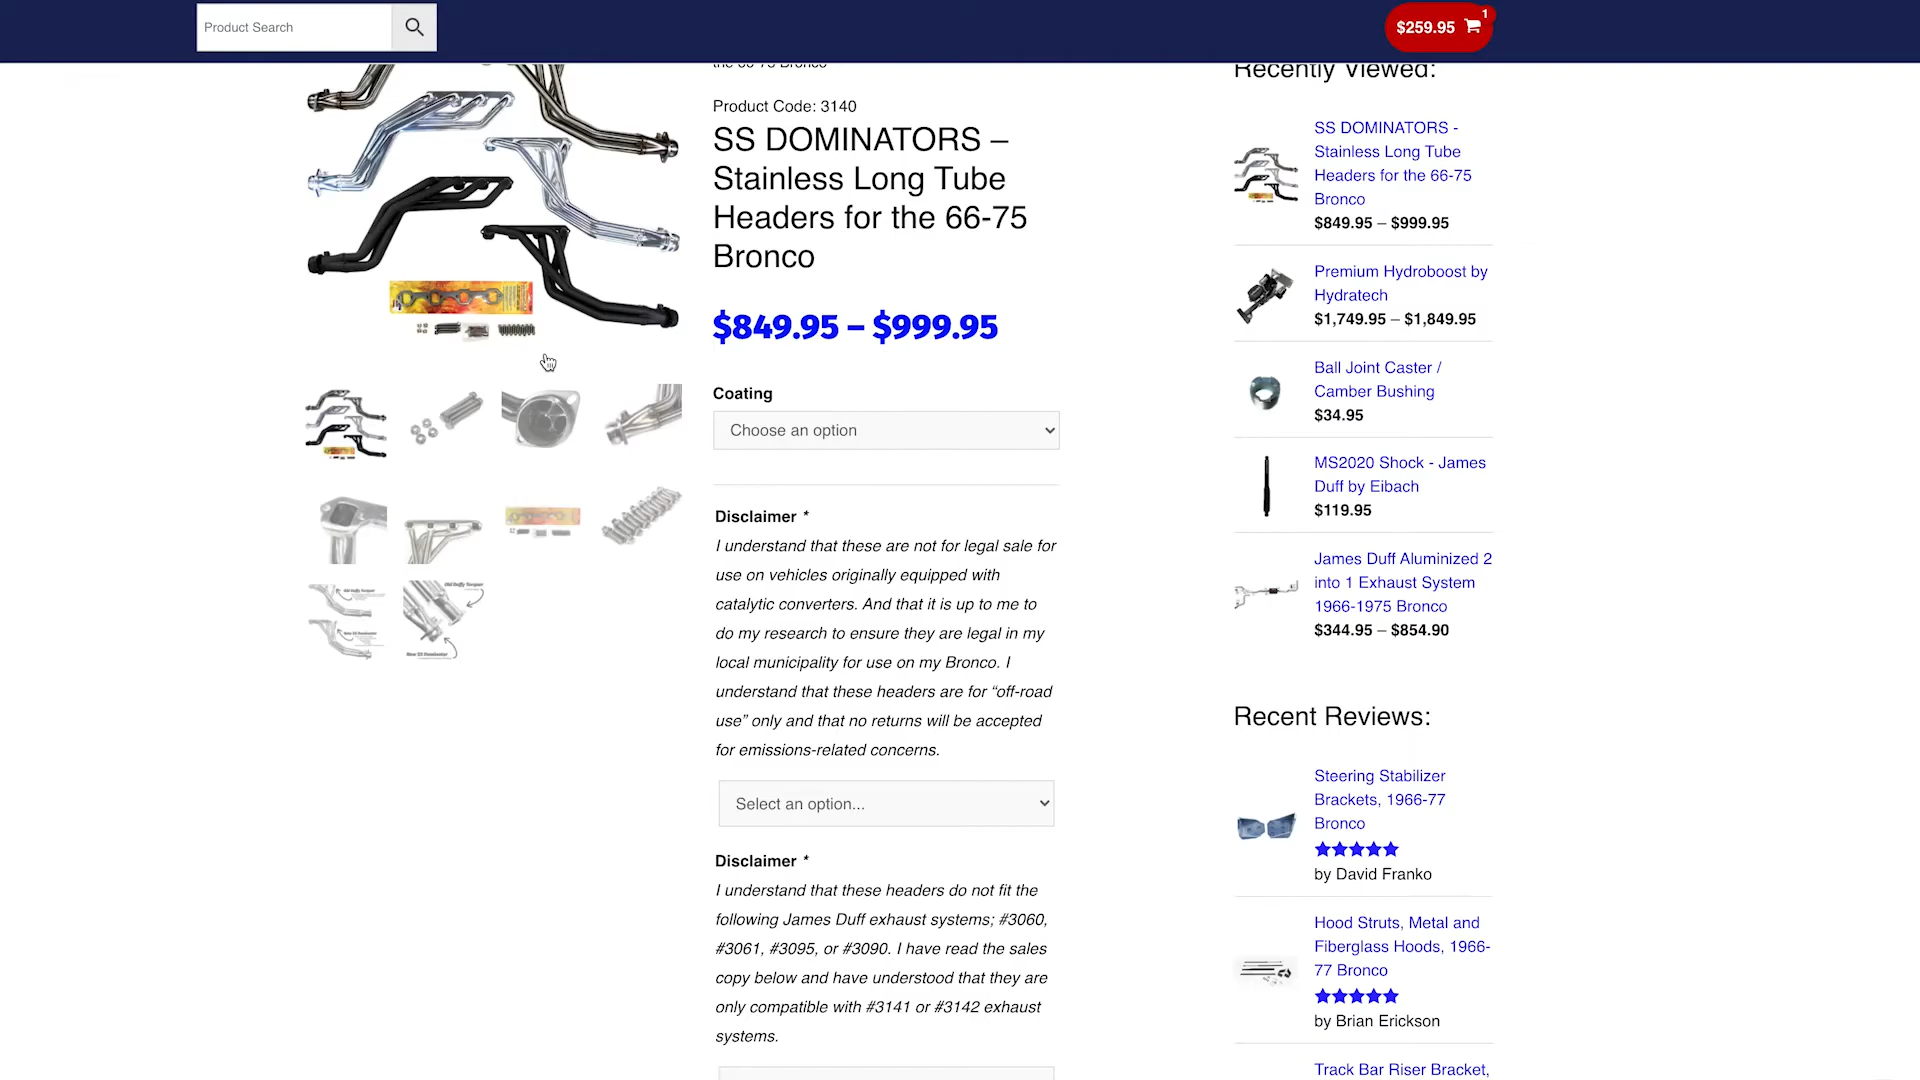 Product Search
$259.95
1
the 66-75 Bronco
Product Code: 3140
SS DOMINATORS –
Stainless Long Tube
Headers for the 66-75
Bronco
$849.95 – $999.95
Coating
Choose an option
Disclaimer *
I understand that these are not for legal sale for
use on vehicles originally equipped with
catalytic converters. And that it is up to me to
do my research to ensure they are legal in my
local municipality for use on my Bronco. I
understand that these headers are for “off-road
use” only and that no returns will be accepted
for emissions-related concerns.
Select an option...
Disclaimer *
I understand that these headers do not fit the
following James Duff exhaust systems; #3060,
#3061, #3095, or #3090. I have read the sales
copy below and have understood that they are
only compatible with #3141 or #3142 exhaust
systems.
Recently Viewed:
SS DOMINATORS -
Stainless Long Tube
Headers for the 66-75
Bronco
$849.95 – $999.95
Premium Hydroboost by
Hydratech
$1,749.95 – $1,849.95
Ball Joint Caster /
Camber Bushing
$34.95
MS2020 Shock - James
Duff by Eibach
$119.95
James Duff Aluminized 2
into 1 Exhaust System
1966-1975 Bronco
$344.95 – $854.90
Recent Reviews:
Steering Stabilizer
Brackets, 1966-77
Bronco
by David Franko
Hood Struts, Metal and
Fiberglass Hoods, 1966-
77 Bronco
by Brian Erickson
Track Bar Riser Bracket,